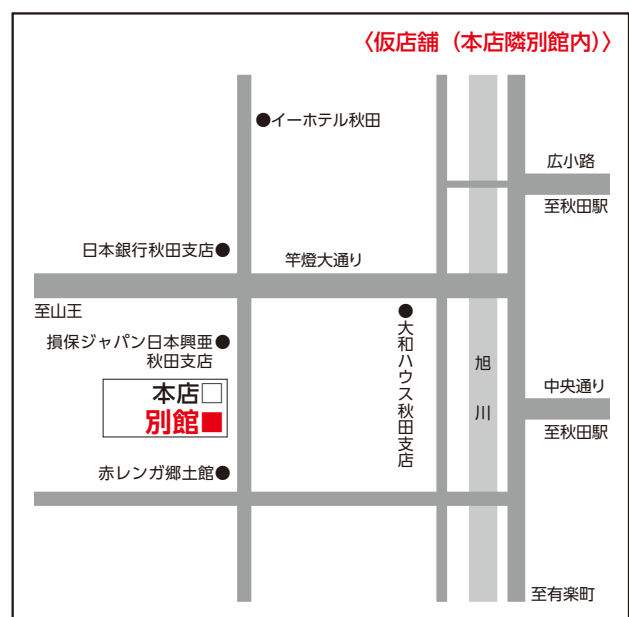 〈仮店舗（本店隣別館内）〉
●イーホテル秋田
広小路
至秋田駅
日本銀行秋田支店●
竿燈大通り
至山王
損保ジャパン日本興亜●
秋田支店
●大和ハウス秋田支店
旭川
中央通り
至秋田駅
本店□
別館■
赤レンガ郷土館●
至有楽町